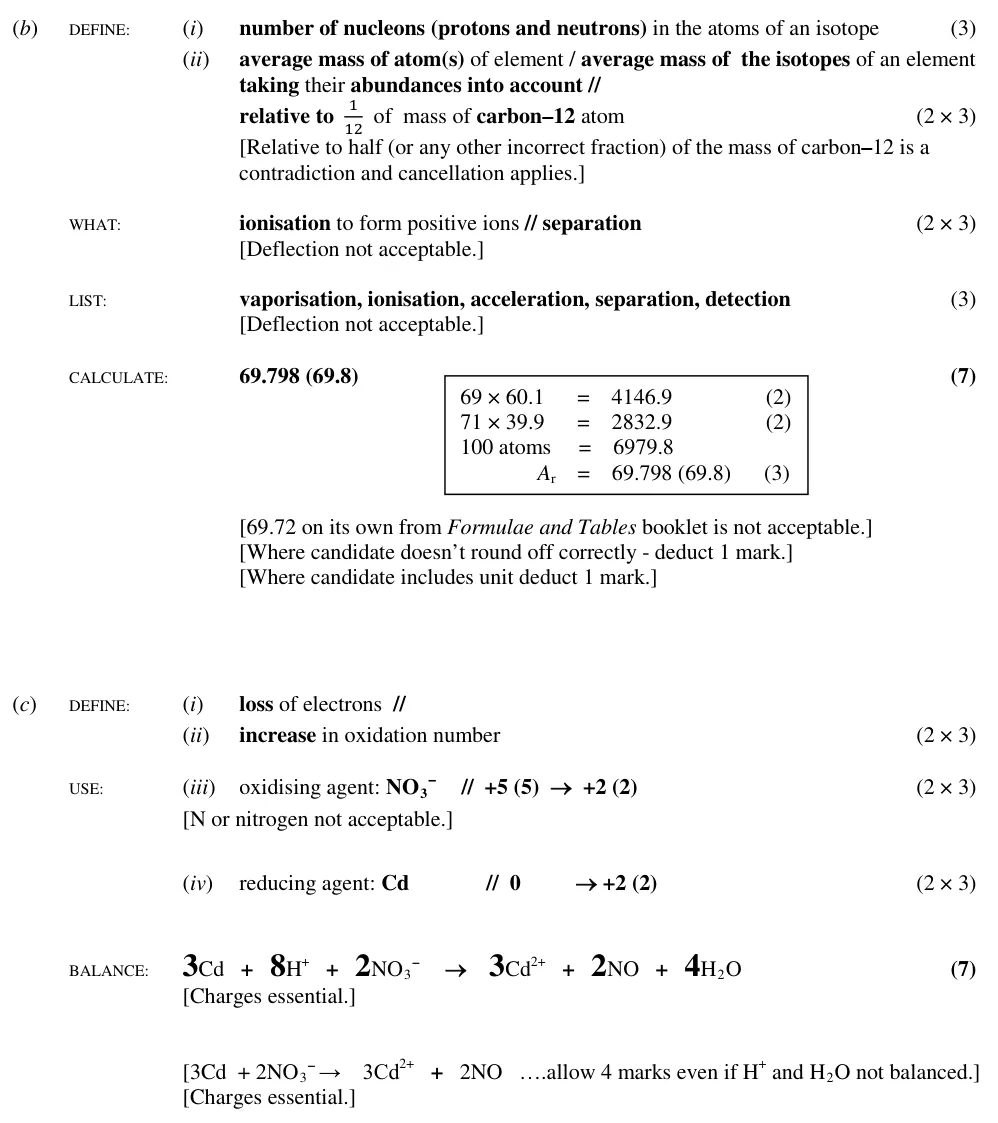 (b) DEFINE: (i) number of nucleons (protons and neutrons) in the atoms of an isotope (3)
(ii) average mass of atom(s) of element / average mass of the isotopes of an element
taking their abundances into account //
relative to 1/12 of mass of carbon–12 atom (2 × 3)
[Relative to half (or any other incorrect fraction) of the mass of carbon–12 is a
contradiction and cancellation applies.]
WHAT: ionisation to form positive ions // separation (2 × 3)
[Deflection not acceptable.]
LIST: vaporisation, ionisation, acceleration, separation, detection (3)
[Deflection not acceptable.]
CALCULATE: 69.798 (69.8) (7)
69 × 60.1 = 4146.9 (2)
71 × 39.9 = 2832.9 (2)
100 atoms = 6979.8
Ar = 69.798 (69.8) (3)
[69.72 on its own from Formulae and Tables booklet is not acceptable.]
[Where candidate doesn’t round off correctly - deduct 1 mark.]
[Where candidate includes unit deduct 1 mark.]
(c) DEFINE: (i) loss of electrons //
(ii) increase in oxidation number (2 × 3)
USE: (iii) oxidising agent: NO₃⁻ // +5 (5) → +2 (2) (2 × 3)
[N or nitrogen not acceptable.]
(iv) reducing agent: Cd // 0 → +2 (2) (2 × 3)
BALANCE: 3Cd + 8H⁺ + 2NO₃⁻ → 3Cd²⁺ + 2NO + 4H₂O (7)
[Charges essential.]
[3Cd + 2NO₃⁻ → 3Cd²⁺ + 2NO ….allow 4 marks even if H⁺ and H₂O not balanced.]
[Charges essential.]